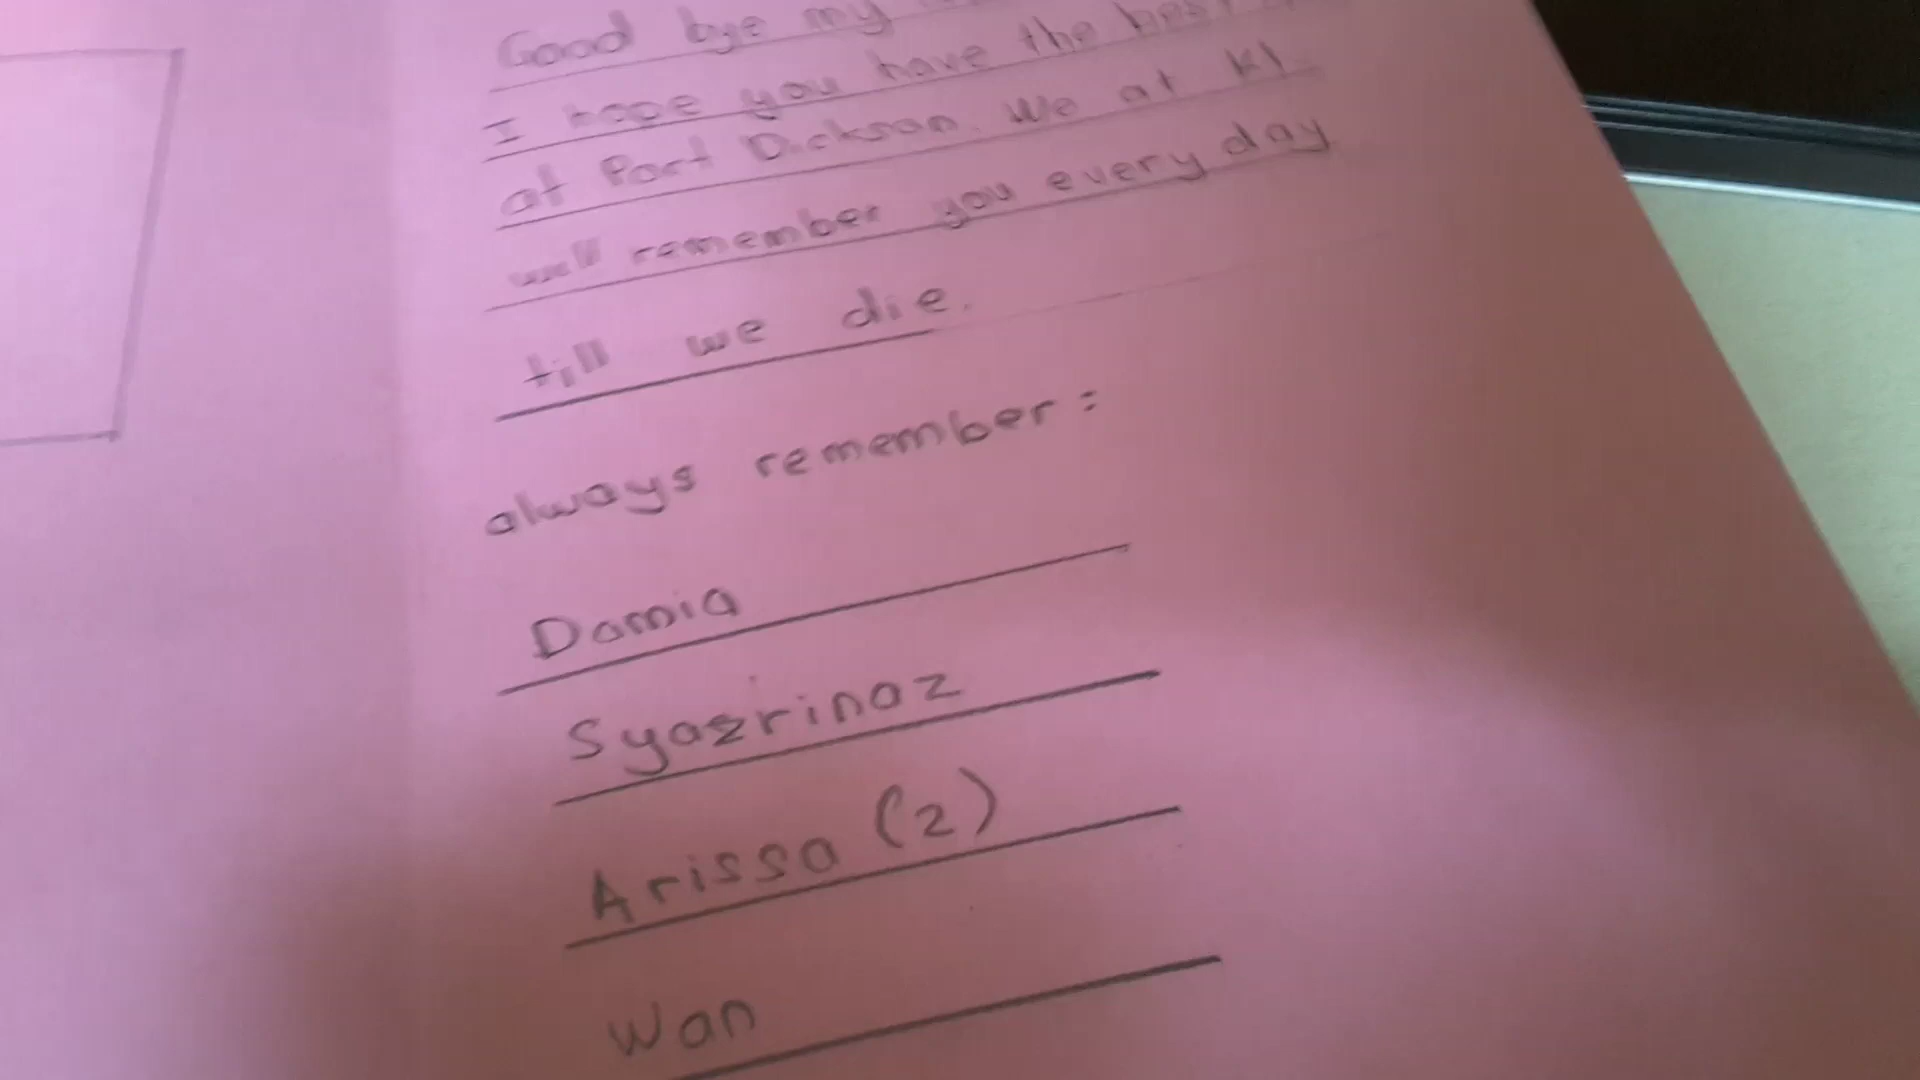 Good bye my
I hope you have the best
at Port Dickson. We at KL
will remember you every day
till we die.
always remember:
Damia
Syazrinaz
Arissa (2)
Wan